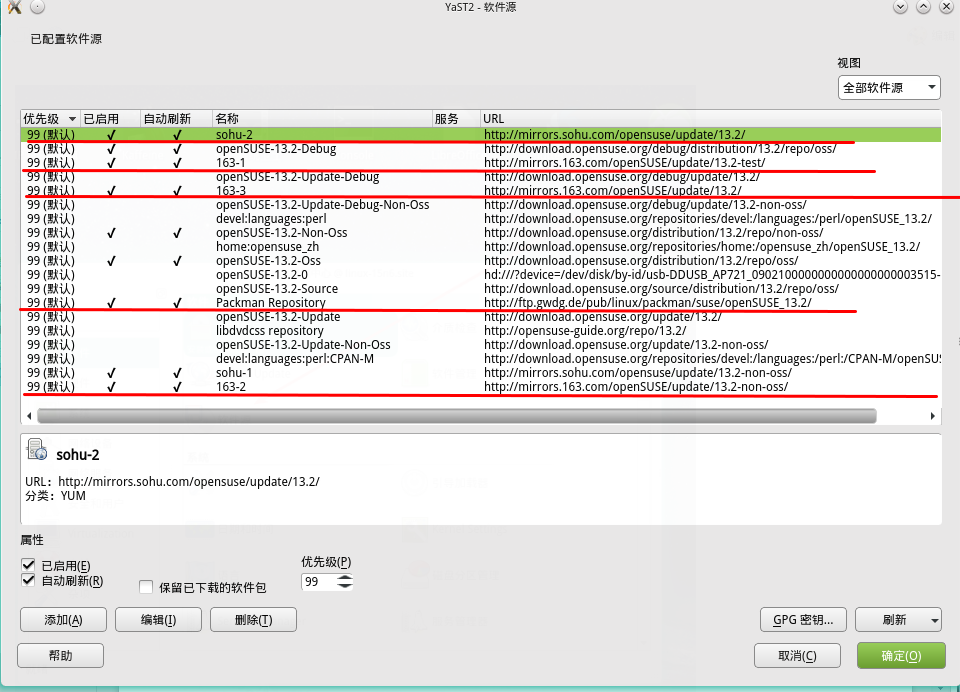 YaST2 - 软件源
已配置软件源
视图
全部软件源
优先级 已启用 自动刷新 名称 服务 URL
99 (默认) ✓ ✓ sohu-2 http://mirrors.sohu.com/opensuse/update/13.2/
99 (默认) ✓ ✓ openSUSE-13.2-Debug http://download.opensuse.org/debug/distribution/13.2/repo/oss/
99 (默认) ✓ ✓ 163-1 http://mirrors.163.com/openSUSE/update/13.2-test/
99 (默认) openSUSE-13.2-Update-Debug http://download.opensuse.org/debug/update/13.2/
99 (默认) ✓ ✓ 163-3 http://mirrors.163.com/openSUSE/update/13.2/
99 (默认) openSUSE-13.2-Update-Debug-Non-Oss http://download.opensuse.org/debug/update/13.2-non-oss/
99 (默认) devel:languages:perl http://download.opensuse.org/repositories/devel:/languages:/perl/openSUSE_13.2/
99 (默认) ✓ ✓ openSUSE-13.2-Non-Oss http://download.opensuse.org/distribution/13.2/repo/non-oss/
99 (默认) home:opensuse_zh http://download.opensuse.org/repositories/home:/opensuse_zh/openSUSE_13.2/
99 (默认) ✓ ✓ openSUSE-13.2-Oss http://download.opensuse.org/distribution/13.2/repo/oss/
99 (默认) openSUSE-13.2-0
99 (默认) openSUSE-13.2-Source http://download.opensuse.org/source/distribution/13.2/repo/oss/
99 (默认) ✓ ✓ Packman Repository http://ftp.gwdg.de/pub/linux/packman/suse/openSUSE_13.2/
99 (默认) openSUSE-13.2-Update http://download.opensuse.org/update/13.2/
99 (默认) libdvdcss repository http://opensuse-guide.org/repo/13.2/
99 (默认) openSUSE-13.2-Update-Non-Oss http://download.opensuse.org/update/13.2-non-oss/
99 (默认) devel:languages:perl:CPAN-M http://download.opensuse.org/repositories/devel:/languages:/perl:/CPAN-M/openSU
99 (默认) ✓ ✓ sohu-1 http://mirrors.sohu.com/opensuse/update/13.2-non-oss/
99 (默认) ✓ ✓ 163-2 http://mirrors.163.com/openSUSE/update/13.2-non-oss/
sohu-2
URL: http://mirrors.sohu.com/opensuse/update/13.2/
分类: YUM
属性
已启用(E)
自动刷新(R)
保留已下载的软件包
优先级(P)
99
添加(A) 编辑(I) 删除(T) GPG 密钥... 刷新
帮助 取消(C) 确定(O)